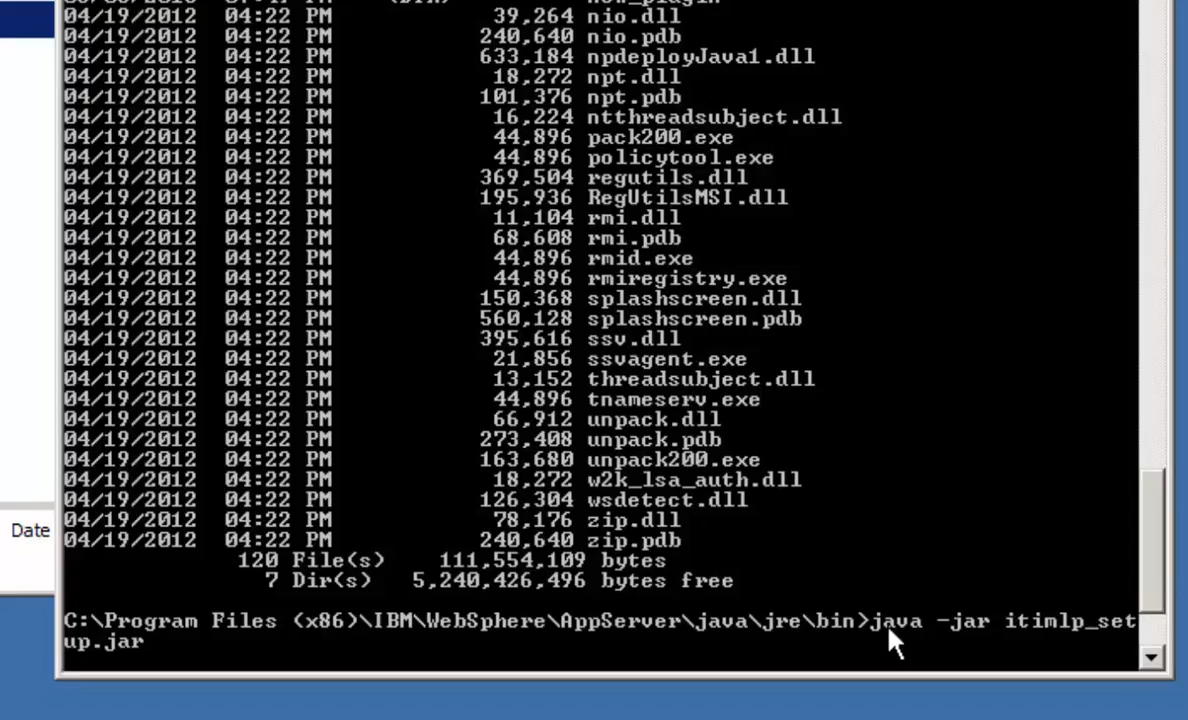 04/19/2012 04:22 PM 39,264 nio.dll
04/19/2012 04:22 PM 240,640 nio.pdb
04/19/2012 04:22 PM 633,184 npdeployJava1.dll
04/19/2012 04:22 PM 18,272 npt.dll
04/19/2012 04:22 PM 101,376 npt.pdb
04/19/2012 04:22 PM 16,224 ntthreadsubject.dll
04/19/2012 04:22 PM 44,896 pack200.exe
04/19/2012 04:22 PM 44,896 policytool.exe
04/19/2012 04:22 PM 369,504 regutils.dll
04/19/2012 04:22 PM 195,936 RegUtilsMSI.dll
04/19/2012 04:22 PM 11,104 rmi.dll
04/19/2012 04:22 PM 68,608 rmi.pdb
04/19/2012 04:22 PM 44,896 rmid.exe
04/19/2012 04:22 PM 44,896 rmiregistry.exe
04/19/2012 04:22 PM 150,368 splashscreen.dll
04/19/2012 04:22 PM 560,128 splashscreen.pdb
04/19/2012 04:22 PM 395,616 ssv.dll
04/19/2012 04:22 PM 21,856 ssvagent.exe
04/19/2012 04:22 PM 13,152 threadsubject.dll
04/19/2012 04:22 PM 44,896 tnameserv.exe
04/19/2012 04:22 PM 66,912 unpack.dll
04/19/2012 04:22 PM 273,408 unpack.pdb
04/19/2012 04:22 PM 163,680 unpack200.exe
04/19/2012 04:22 PM 18,272 w2k_lsa_auth.dll
04/19/2012 04:22 PM 126,304 wsdetect.dll
04/19/2012 04:22 PM 78,176 zip.dll
Date
04/19/2012 04:22 PM 240,640 zip.pdb
120 File(s) 111,554,109 bytes
7 Dir(s) 5,240,426,496 bytes free
C:\Program Files (x86)\IBM\WebSphere\AppServer\java\jre\bin>java -jar itimlp_set
up.jar